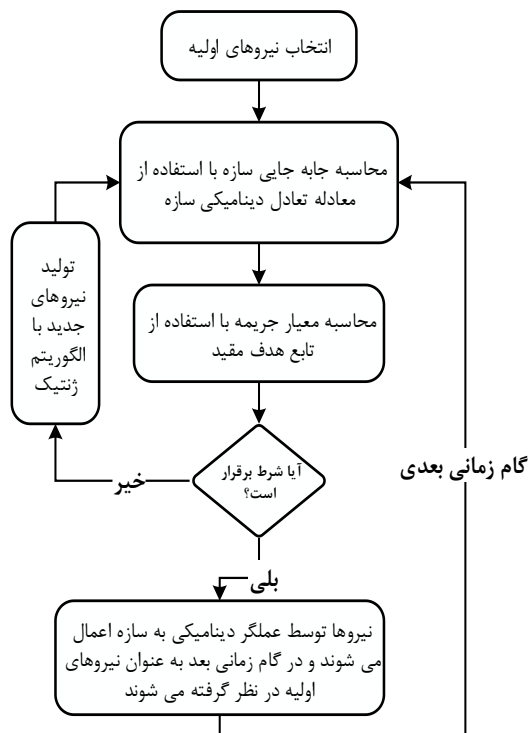 انتخاب نیروهای اولیه
محاسبه جابه جایی سازه با استفاده از
معادله تعادل دینامیکی سازه
تولید
نیروهای
جدید با
الگوریتم
ژنتیک
محاسبه معیار جریمه با استفاده از
تابع هدف مقید
آیا شرط برقرار
است؟
خیر
گام زمانی بعدی
بلی
نیروها توسط عملگر دینامیکی به سازه اعمال
می شوند و در گام زمانی بعد به عنوان نیروهای
اولیه در نظر گرفته می شوند